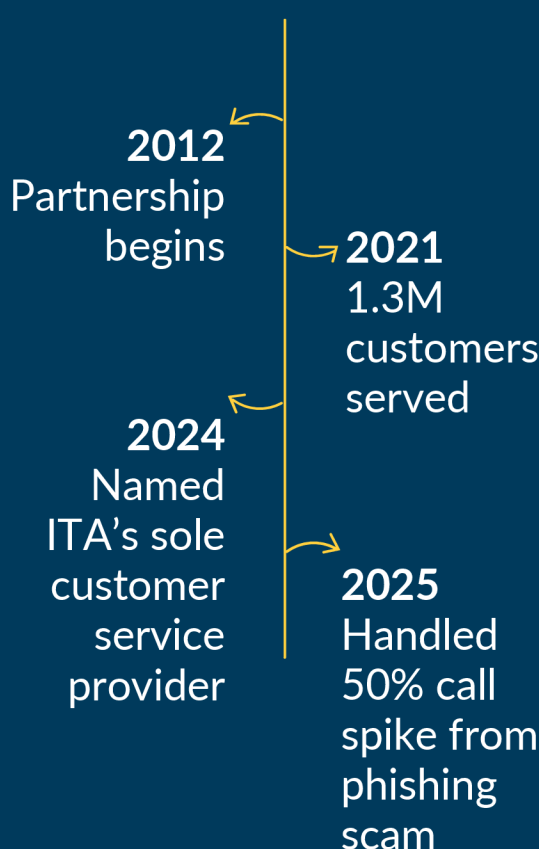 2012
Partnership
begins
2021
1.3M
customers
served
2024
Named
ITA’s sole
customer
service
provider
2025
Handled
50% call
spike from
phishing
scam